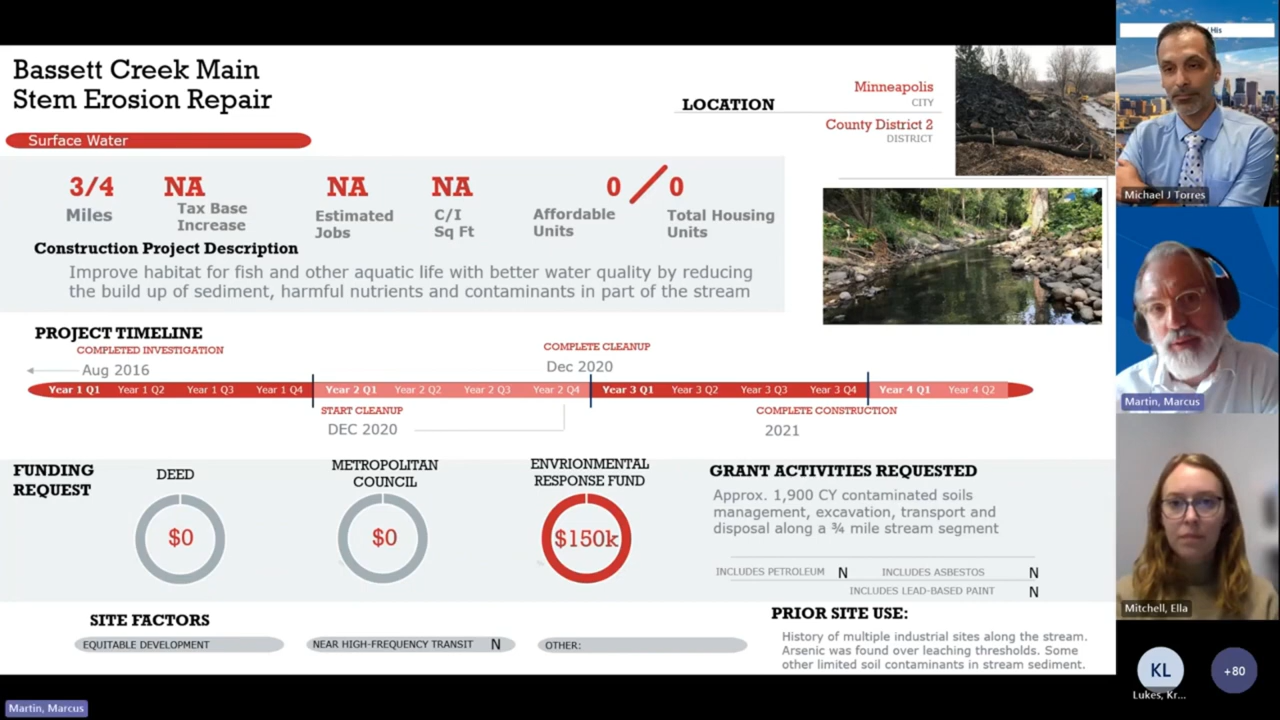 Bassett Creek Main
Stem Erosion Repair
Surface Water
LOCATION
Minneapolis
CITY
County District 2
DISTRICT
3/4
Miles
NA
Tax Base
Increase
NA
Estimated
Jobs
NA
C/I
Sq Ft
0 / 0
Affordable
Units
Total Housing
Units
Construction Project Description
Improve habitat for fish and other aquatic life with better water quality by reducing
the build up of sediment, harmful nutrients and contaminants in part of the stream
PROJECT TIMELINE
COMPLETED INVESTIGATION
Aug 2016
COMPLETE CLEANUP
Dec 2020
Year 1 Q1 Year 1 Q2 Year 1 Q3 Year 1 Q4 Year 2 Q1 Year 2 Q2 Year 2 Q3 Year 2 Q4 Year 3 Q1 Year 3 Q2 Year 3 Q3 Year 3 Q4 Year 4 Q1 Year 4 Q2
START CLEANUP
DEC 2020
COMPLETE CONSTRUCTION
2021
FUNDING
REQUEST
DEED
$0
METROPOLITAN
COUNCIL
$0
ENVRIONMENTAL
RESPONSE FUND
$150k
GRANT ACTIVITIES REQUESTED
Approx. 1,900 CY contaminated soils
management, excavation, transport and
disposal along a ¾ mile stream segment
INCLUDES PETROLEUM N INCLUDES ASBESTOS N
INCLUDES LEAD-BASED PAINT N
SITE FACTORS
EQUITABLE DEVELOPMENT
NEAR HIGH-FREQUENCY TRANSIT N
OTHER:
PRIOR SITE USE:
History of multiple industrial sites along the stream.
Arsenic was found over leaching thresholds. Some
other limited soil contaminants in stream sediment.
His
Michael J Torres
Martin, Marcus
Mitchell, Ella
KL
Lukes, Kr...
+80
Martin, Marcus